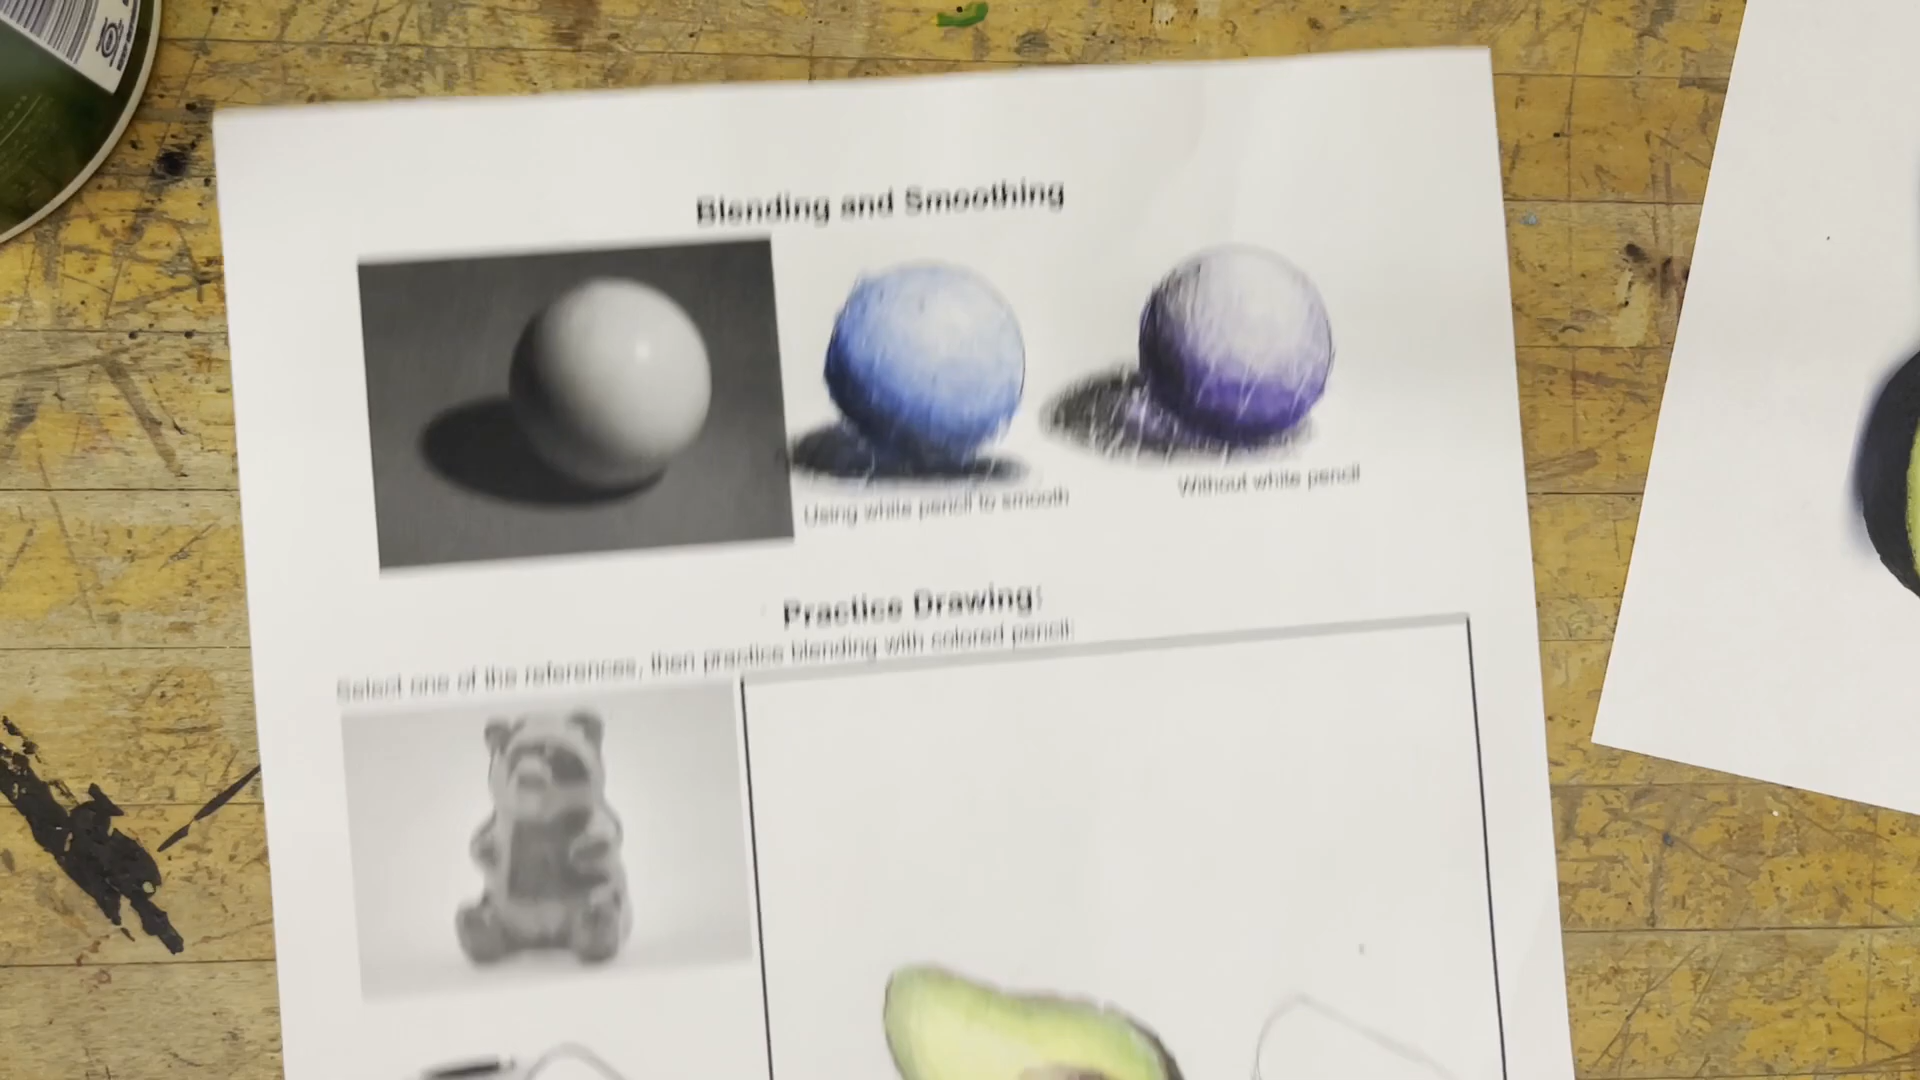 Blending and Smoothing
Using white pencil to smooth
Without white pencil
Practice Drawing:
Select one of the references, then practice blending with colored pencil: